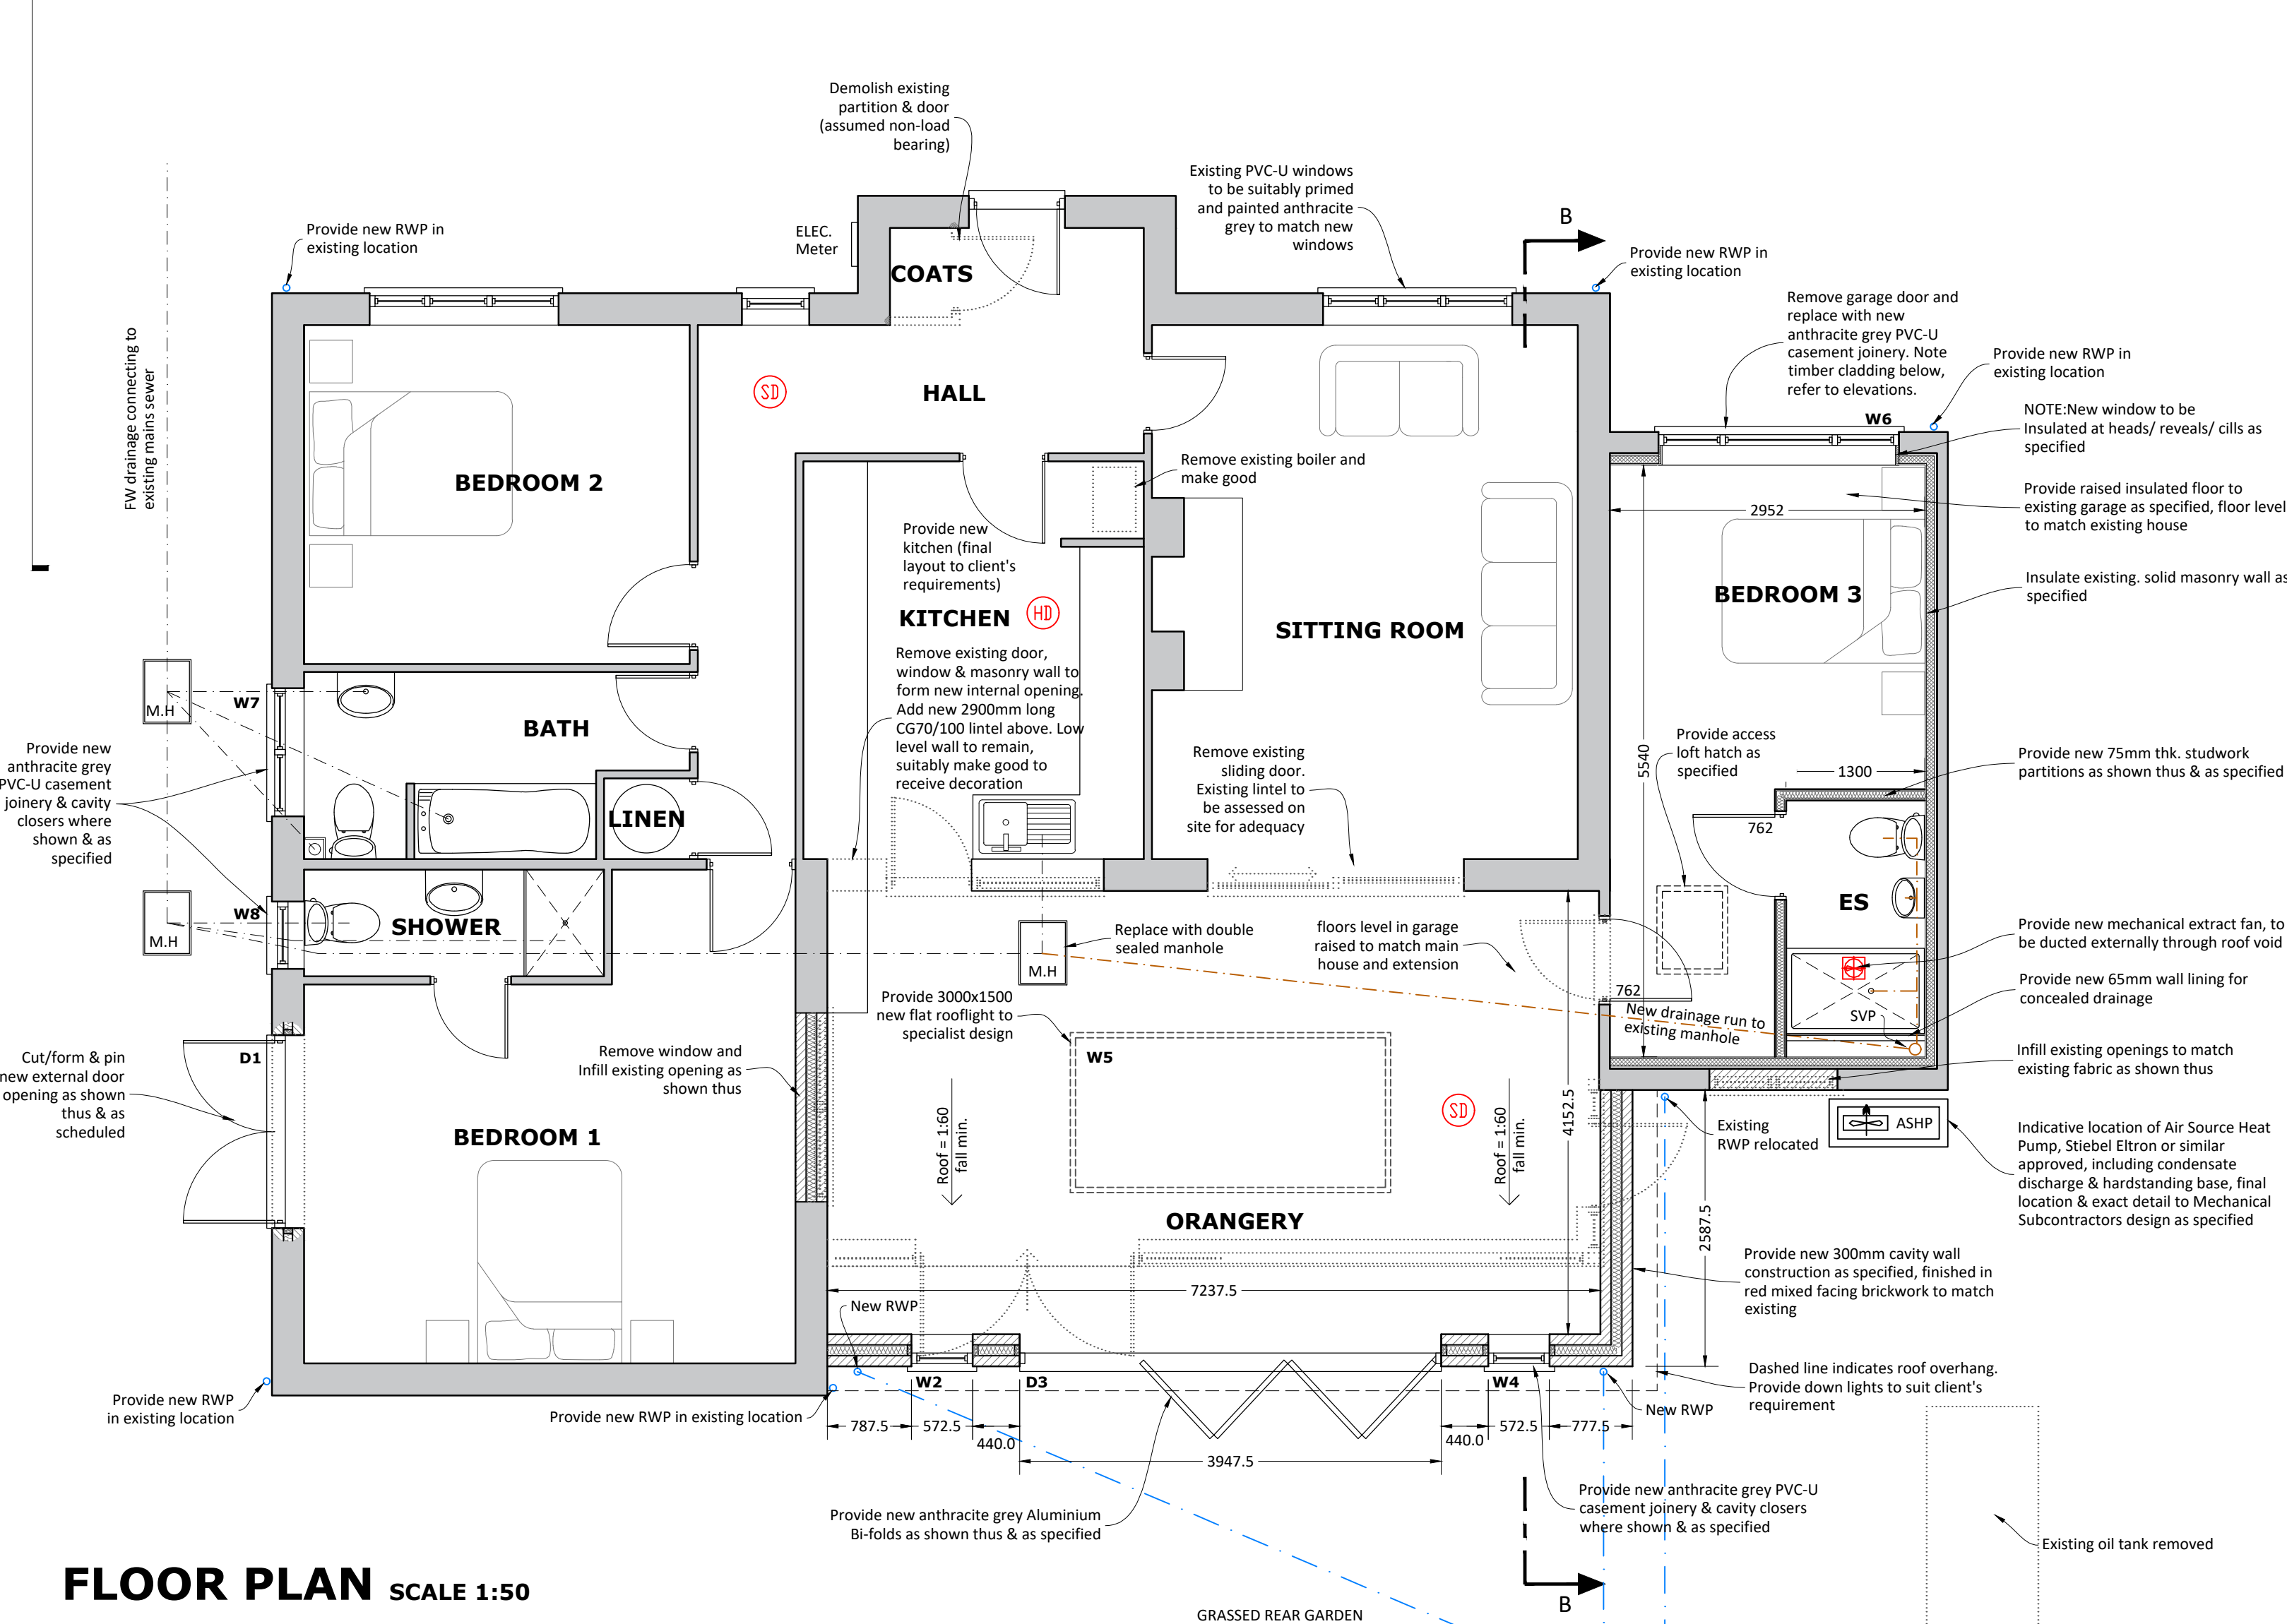 Demolish existing
partition & door
(assumed non-load
bearing)
Existing PVC-U windows
to be suitably primed
and painted anthracite
grey to match new
windows
B
Provide new RWP in
existing location
ELEC.
Meter
COATS
Provide new RWP in
existing location
Remove garage door and
replace with new
anthracite grey PVC-U
casement joinery. Note
timber cladding below,
refer to elevations.
Provide new RWP in
existing location
W6
NOTE:New window to be
Insulated at heads/ reveals/ cills as
specified
FW drainage connecting to
existing mains sewer
SD
HALL
BEDROOM 2
Remove existing boiler and
make good
2952
Provide raised insulated floor to
existing garage as specified, floor level
to match existing house
Provide new
kitchen (final
layout to client's
requirements)
KITCHEN
HD
Remove existing door,
window & masonry wall to
form new internal opening.
Add new 2900mm long
CG70/100 lintel above. Low
level wall to remain,
suitably make good to
receive decoration
SITTING ROOM
BEDROOM 3
Insulate existing. solid masonry wall as
specified
M.H
W7
BATH
Provide new
anthracite grey
PVC-U casement
joinery & cavity
closers where
shown & as
specified
LINEN
Remove existing
sliding door.
Existing lintel to
be assessed on
site for adequacy
5540
Provide access
loft hatch as
specified
1300
762
Provide new 75mm thk. studwork
partitions as shown thus & as specified
M.H
W8
SHOWER
Replace with double
sealed manhole
M.H
floors level in garage
raised to match main
house and extension
ES
Provide new mechanical extract fan, to
be ducted externally through roof void
762
New drainage run to
existing manhole
SVP
Provide new 65mm wall lining for
concealed drainage
Provide 3000x1500
new flat rooflight to
specialist design
W5
Cut/form & pin
new external door
opening as shown
thus & as
scheduled
D1
Remove window and
Infill existing opening as
shown thus
Infill existing openings to match
existing fabric as shown thus
BEDROOM 1
Roof = 1:60
fall min.
SD
Roof = 1:60
fall min.
4152.5
Existing
RWP relocated
ASHP
Indicative location of Air Source Heat
Pump, Stiebel Eltron or similar
approved, including condensate
discharge & hardstanding base, final
location & exact detail to Mechanical
Subcontractors design as specified
ORANGERY
2587.5
Provide new 300mm cavity wall
construction as specified, finished in
red mixed facing brickwork to match
existing
7237.5
New RWP
Provide new RWP
in existing location
Provide new RWP in existing location
W2
D3
W4
Dashed line indicates roof overhang.
Provide down lights to suit client's
requirement
New RWP
787.5
572.5
440.0
3947.5
440.0
572.5
777.5
Provide new anthracite grey Aluminium
Bi-folds as shown thus & as specified
Provide new anthracite grey PVC-U
casement joinery & cavity closers
where shown & as specified
Existing oil tank removed
FLOOR PLAN SCALE 1:50
B
GRASSED REAR GARDEN